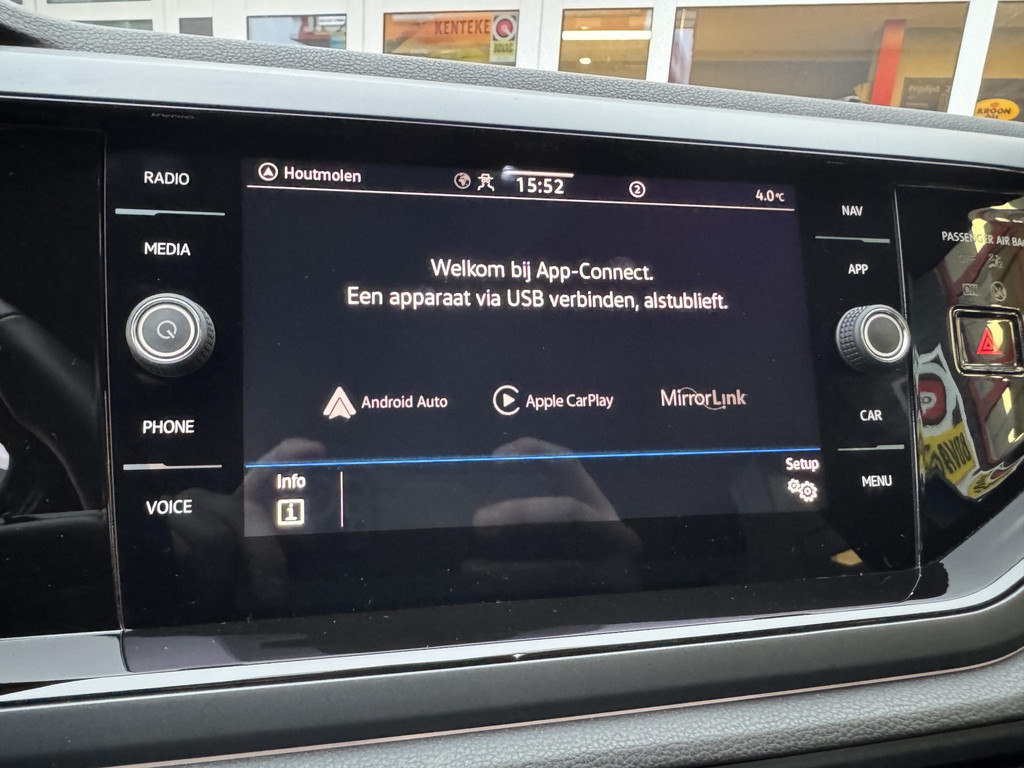 KENTEKE
KROON
RADIO
MEDIA
PHONE
VOICE
Houtmolen
15:52
2
4.0°C
Welkom bij App-Connect.
Een apparaat via USB verbinden, alstublieft.
Android Auto
Apple CarPlay
MirrorLink
Info
i
Setup
NAV
APP
CAR
MENU
PASSENGER AIR BAG
ON